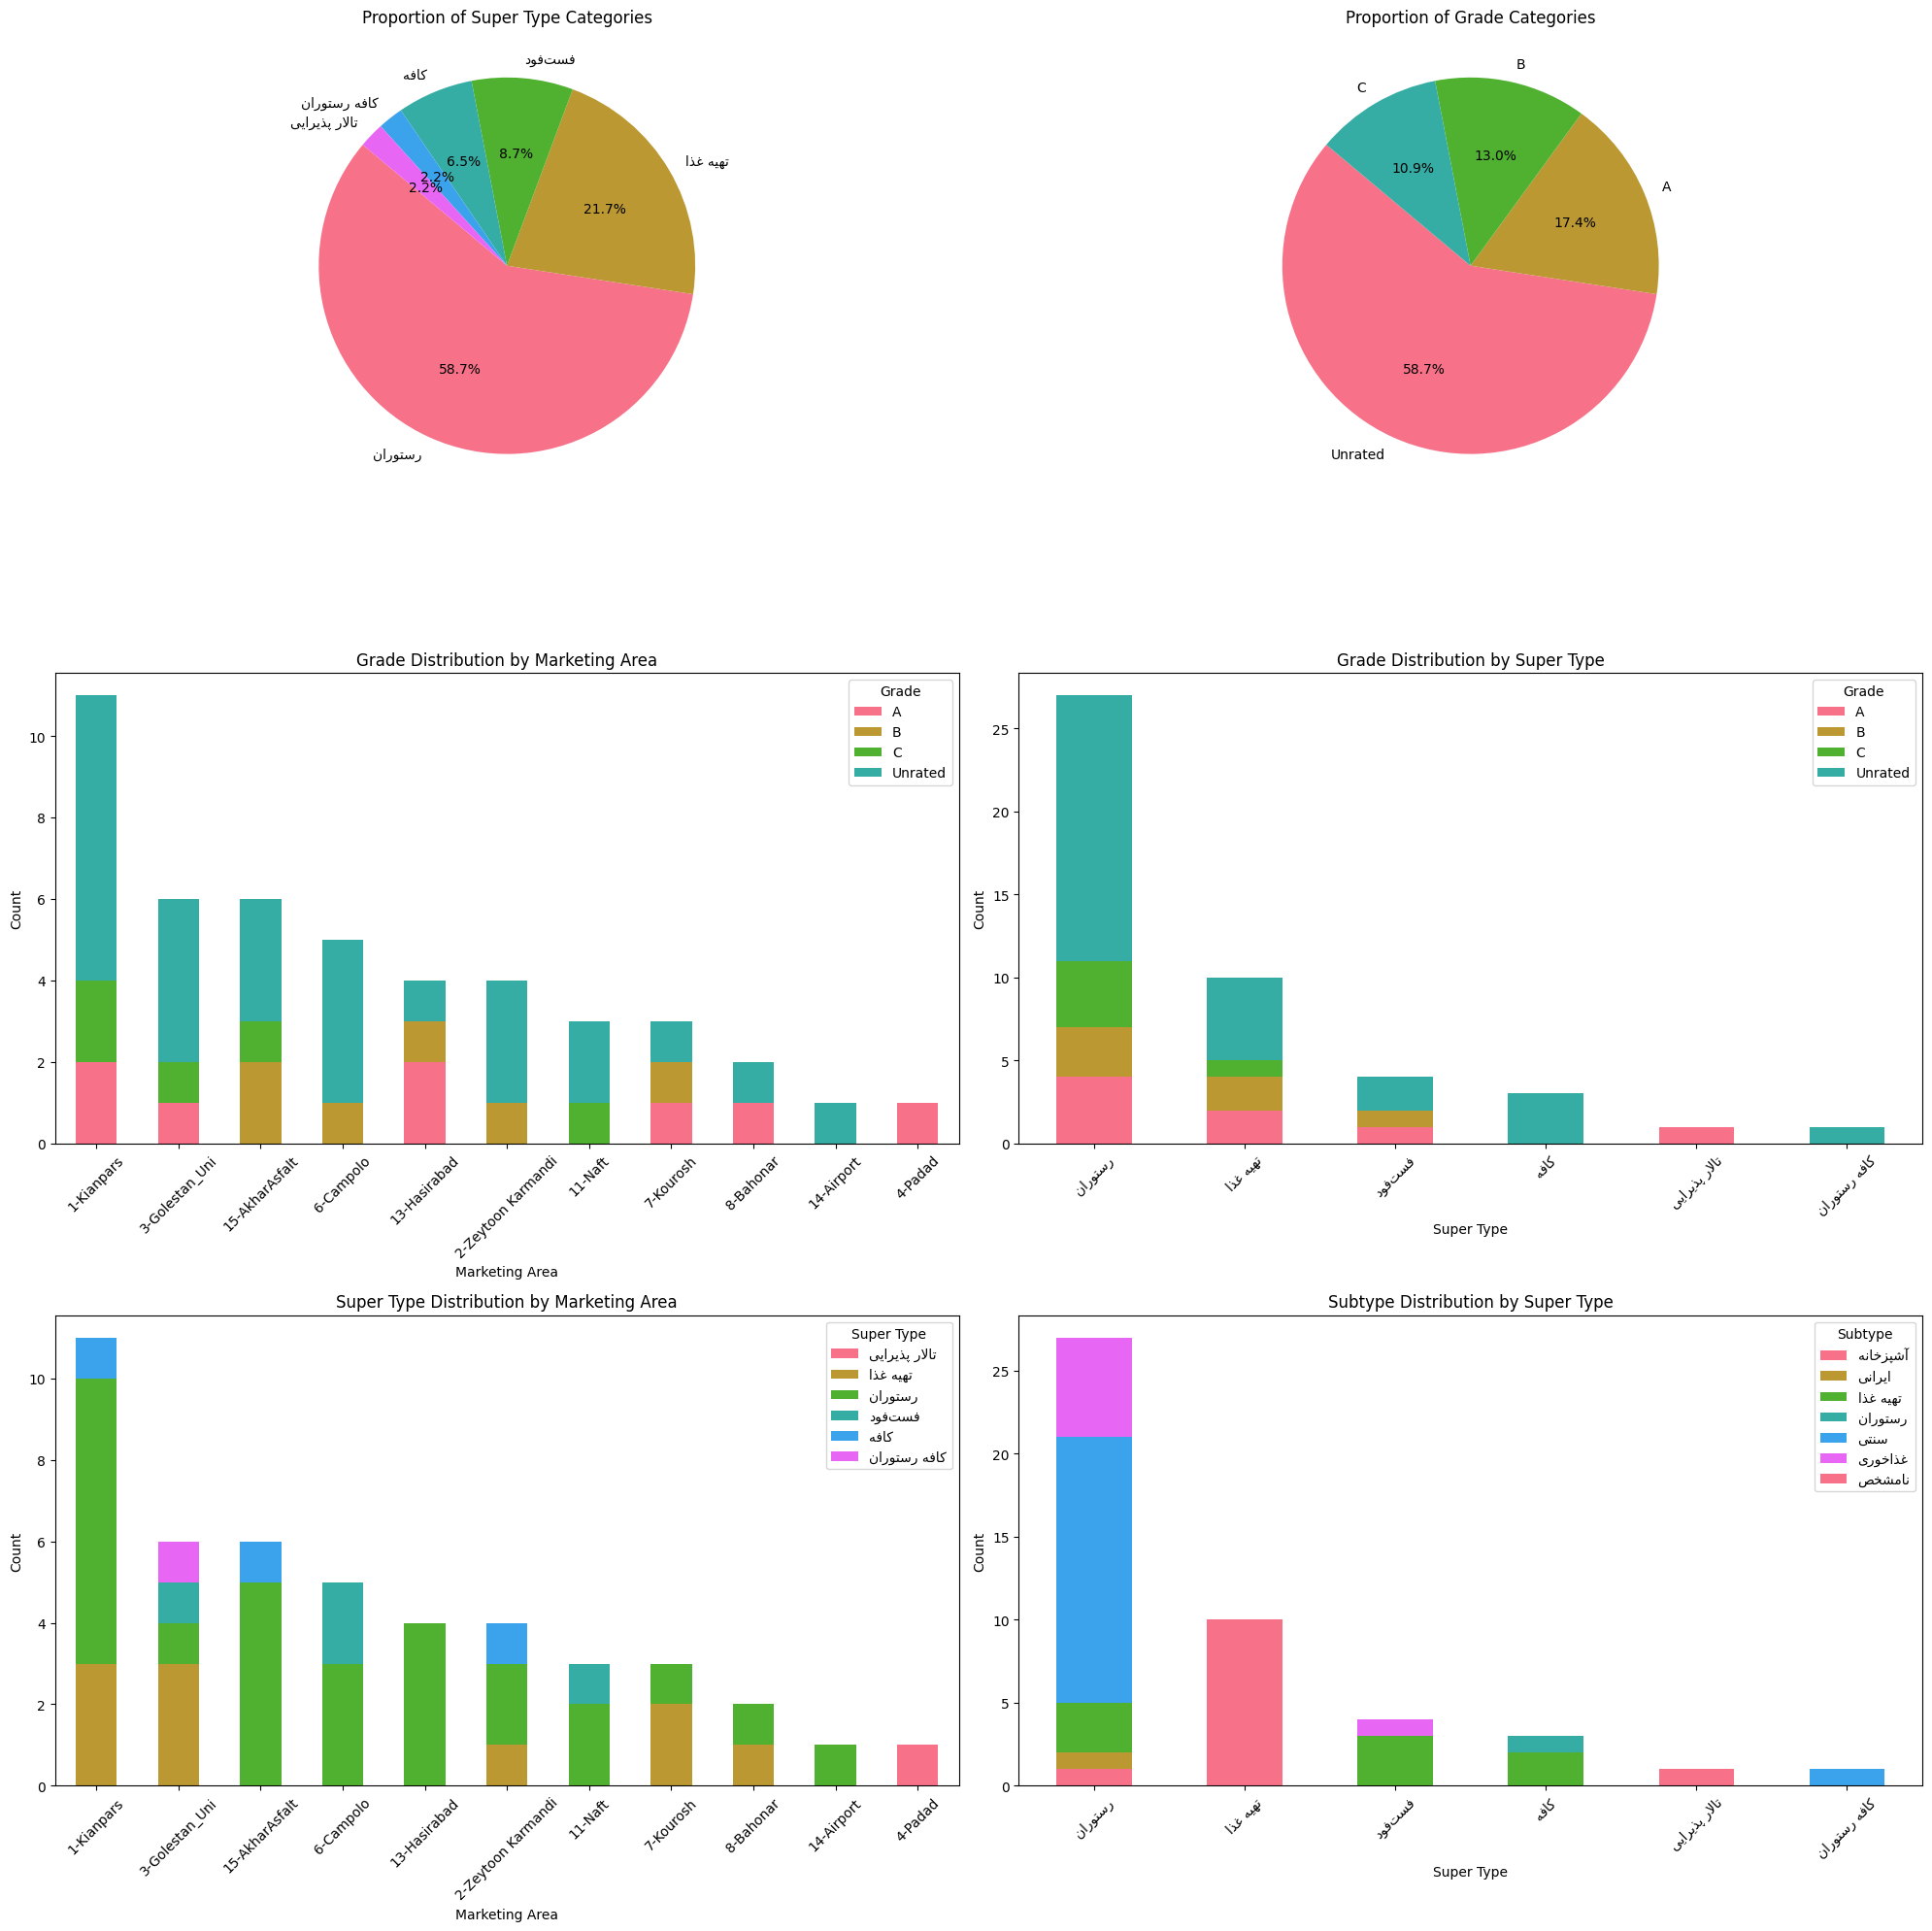 Proportion of Super Type Categories
فست‌فود
کافه
کافه رستوران
تالار پذیرایی
تهیه غذا
8.7%
6.5%
2.2%
2.2%
21.7%
58.7%
رستوران
Proportion of Grade Categories
B
C
A
13.0%
10.9%
17.4%
58.7%
Unrated
Grade Distribution by Marketing Area
Grade
A
B
C
Unrated
Count
10
8
6
4
2
0
1-Kianpars
3-Golestan_Uni
15-AkharAsfalt
6-Campolo
13-Hasirabad
2-Zeytoon Karmandi
11-Naft
7-Kourosh
8-Bahonar
14-Airport
4-Padad
Marketing Area
Grade Distribution by Super Type
Grade
A
B
C
Unrated
Count
25
20
15
10
5
0
رستوران
تهیه غذا
فست‌فود
کافه
تالار پذیرایی
کافه رستوران
Super Type
Super Type Distribution by Marketing Area
Super Type
تالار پذیرایی
تهیه غذا
رستوران
فست‌فود
کافه
کافه رستوران
Count
10
8
6
4
2
0
1-Kianpars
3-Golestan_Uni
15-AkharAsfalt
6-Campolo
13-Hasirabad
2-Zeytoon Karmandi
11-Naft
7-Kourosh
8-Bahonar
14-Airport
4-Padad
Marketing Area
Subtype Distribution by Super Type
Subtype
آشپزخانه
ایرانی
تهیه غذا
رستوران
سنتی
غذاخوری
نامشخص
Count
25
20
15
10
5
0
رستوران
تهیه غذا
فست‌فود
کافه
تالار پذیرایی
کافه رستوران
Super Type